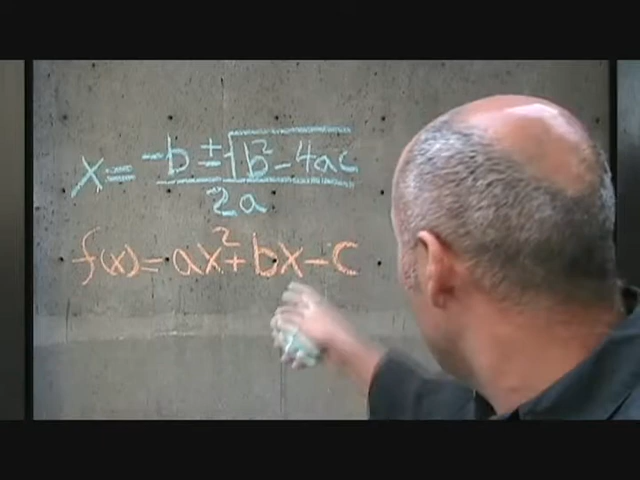 x = -b ± √b² - 4ac / 2a
f(x) = ax² + bx - c